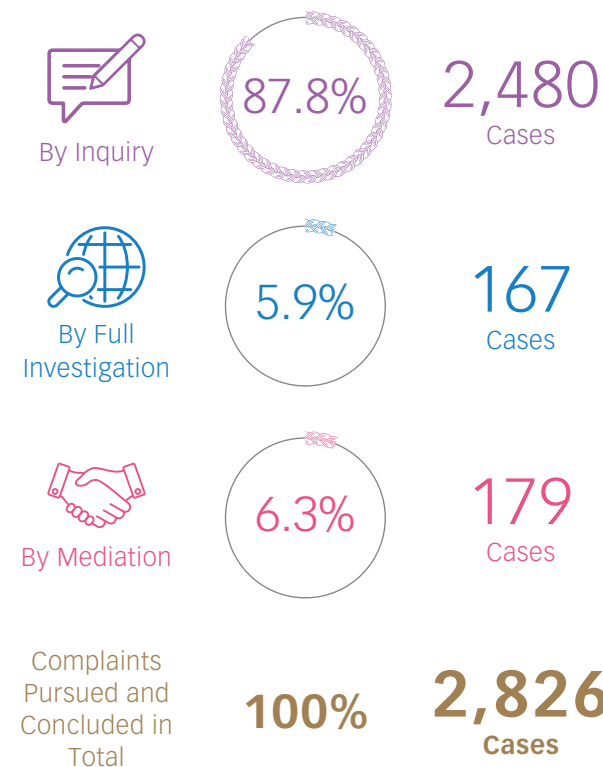 By Inquiry
87.8%
2,480
Cases
By Full
Investigation
5.9%
167
Cases
By Mediation
6.3%
179
Cases
Complaints
Pursued and
Concluded in
Total
100%
2,826
Cases